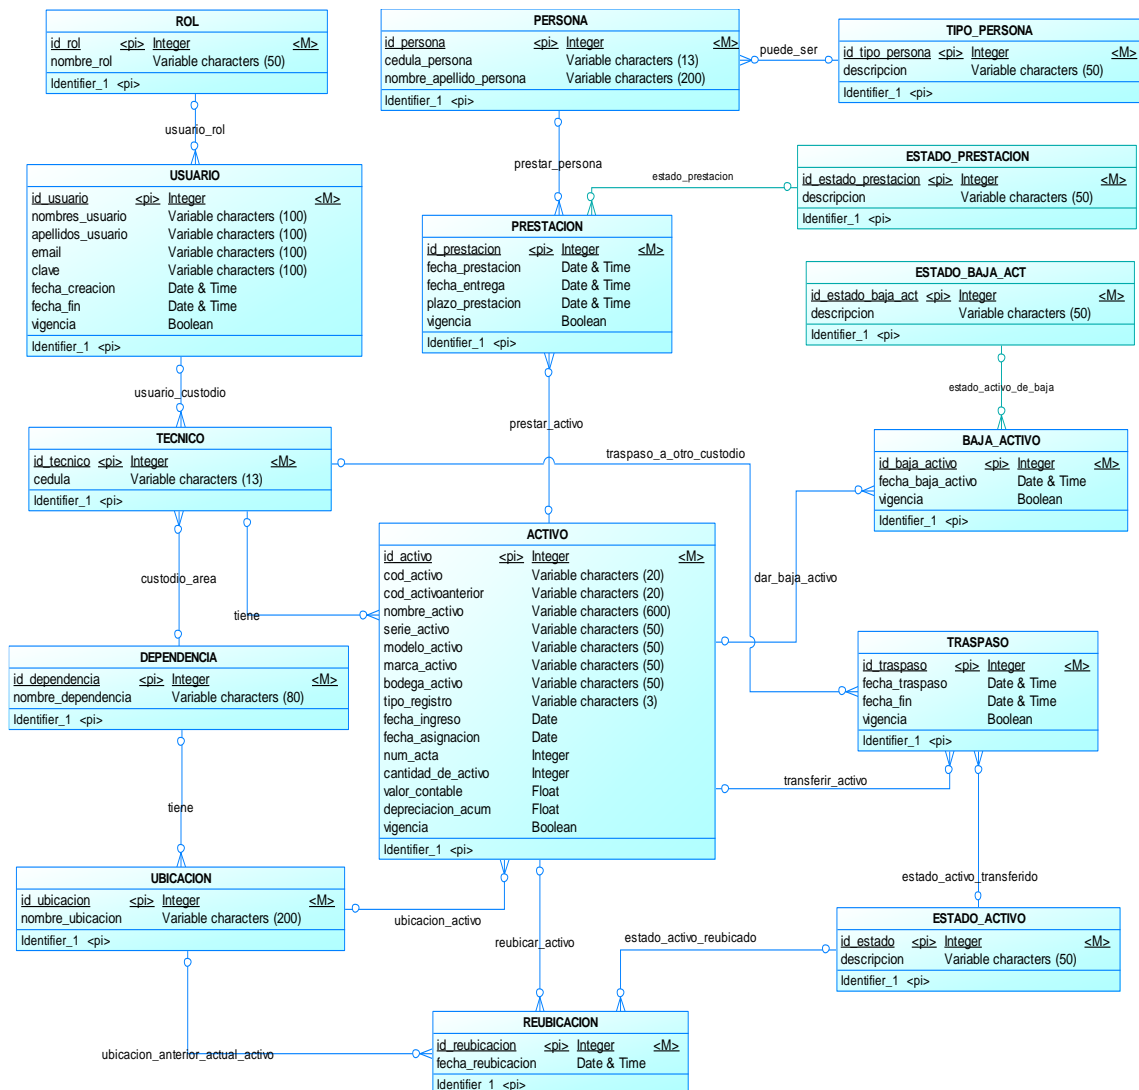 ROL
id_rol <pi> Integer <M>
nombre_rol Variable characters (50)
Identifier_1 <pi>
usuario_rol
PERSONA
id_persona <pi> Integer <M>
cedula_persona Variable characters (13)
nombre_apellido_persona Variable characters (200)
Identifier_1 <pi>
puede_ser
TIPO_PERSONA
id_tipo_persona <pi> Integer <M>
descripcion Variable characters (50)
Identifier_1 <pi>
prestar_persona
estado_prestacion
ESTADO_PRESTACION
id_estado_prestacion <pi> Integer <M>
descripcion Variable characters (50)
Identifier_1 <pi>
USUARIO
id_usuario <pi> Integer <M>
nombres_usuario Variable characters (100)
apellidos_usuario Variable characters (100)
email Variable characters (100)
clave Variable characters (100)
fecha_creacion Date & Time
fecha_fin Date & Time
vigencia Boolean
Identifier_1 <pi>
usuario_custodio
PRESTACION
id_prestacion <pi> Integer <M>
fecha_prestacion Date & Time
fecha_entrega Date & Time
plazo_prestacion Date & Time
vigencia Boolean
Identifier_1 <pi>
prestar_activo
ESTADO_BAJA_ACT
id_estado_baja_act <pi> Integer <M>
descripcion Variable characters (50)
Identifier_1 <pi>
estado_activo_de_baja
TECNICO
id_tecnico <pi> Integer <M>
cedula Variable characters (13)
Identifier_1 <pi>
traspaso_a_otro_custodio
BAJA_ACTIVO
id_baja_activo <pi> Integer <M>
fecha_baja_activo Date & Time
vigencia Boolean
Identifier_1 <pi>
custodio_area
tiene
dar_baja_activo
ACTIVO
id_activo <pi> Integer <M>
cod_activo Variable characters (20)
cod_activoanterior Variable characters (20)
nombre_activo Variable characters (600)
serie_activo Variable characters (50)
modelo_activo Variable characters (50)
marca_activo Variable characters (50)
bodega_activo Variable characters (50)
tipo_registro Variable characters (3)
fecha_ingreso Date
fecha_asignacion Date
num_acta Integer
cantidad_de_activo Integer
valor_contable Float
depreciacion_acum Float
vigencia Boolean
Identifier_1 <pi>
DEPENDENCIA
id_dependencia <pi> Integer <M>
nombre_dependencia Variable characters (80)
Identifier_1 <pi>
tiene
TRASPASO
id_traspaso <pi> Integer <M>
fecha_traspaso Date & Time
fecha_fin Date & Time
vigencia Boolean
Identifier_1 <pi>
transferir_activo
estado_activo_transferido
UBICACION
id_ubicacion <pi> Integer <M>
nombre_ubicacion Variable characters (200)
Identifier_1 <pi>
ubicacion_activo
reubicar_activo
estado_activo_reubicado
ESTADO_ACTIVO
id_estado <pi> Integer <M>
descripcion Variable characters (50)
Identifier_1 <pi>
ubicacion_anterior_actual_activo
REUBICACION
id_reubicacion <pi> Integer <M>
fecha_reubicacion Date & Time
Identifier_1 <pi>